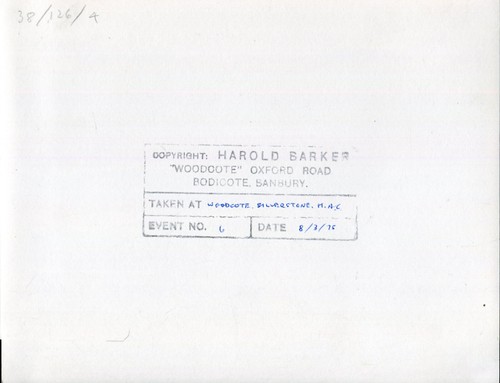 38/126/A
COPYRIGHT: HAROLD BARKER
"WOODCOTE" OXFORD ROAD
BODICOTE, BANBURY.
TAKEN AT WOODCOTE, SILVERSTONE. M.A.C
EVENT NO. 6 DATE 8/3/75